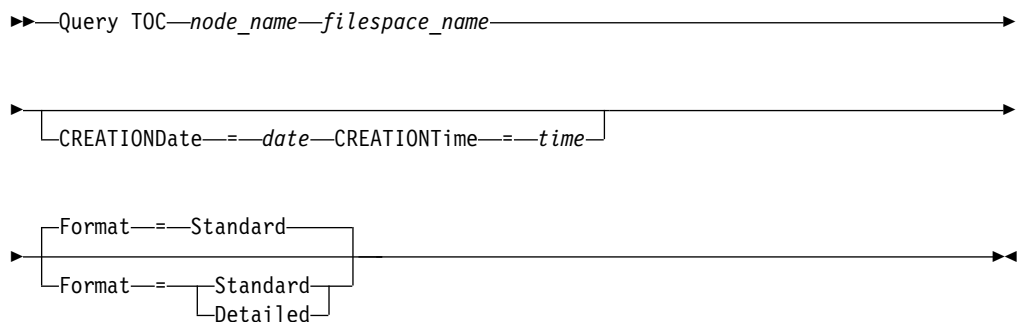 Query TOC node_name filespace_name
CREATIONDate = date CREATIONTime = time
Format = Standard
Format = Standard
Detailed